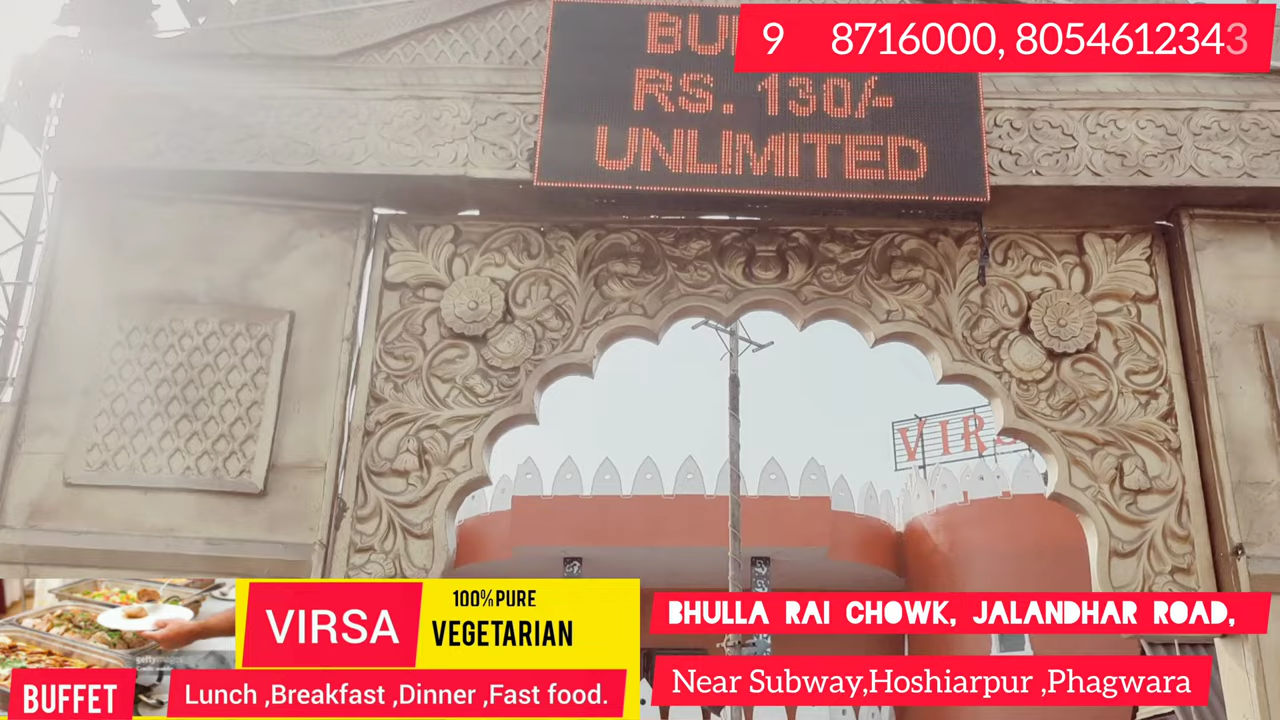 9 8716000, 8054612343
RS. 130/-
UNLIMITED
100% PURE
VIRSA
VEGETARIAN
BHULLA RAI CHOWK, JALANDHAR ROAD,
Near Subway,Hoshiarpur ,Phagwara
BUFFET
Lunch ,Breakfast ,Dinner ,Fast food.